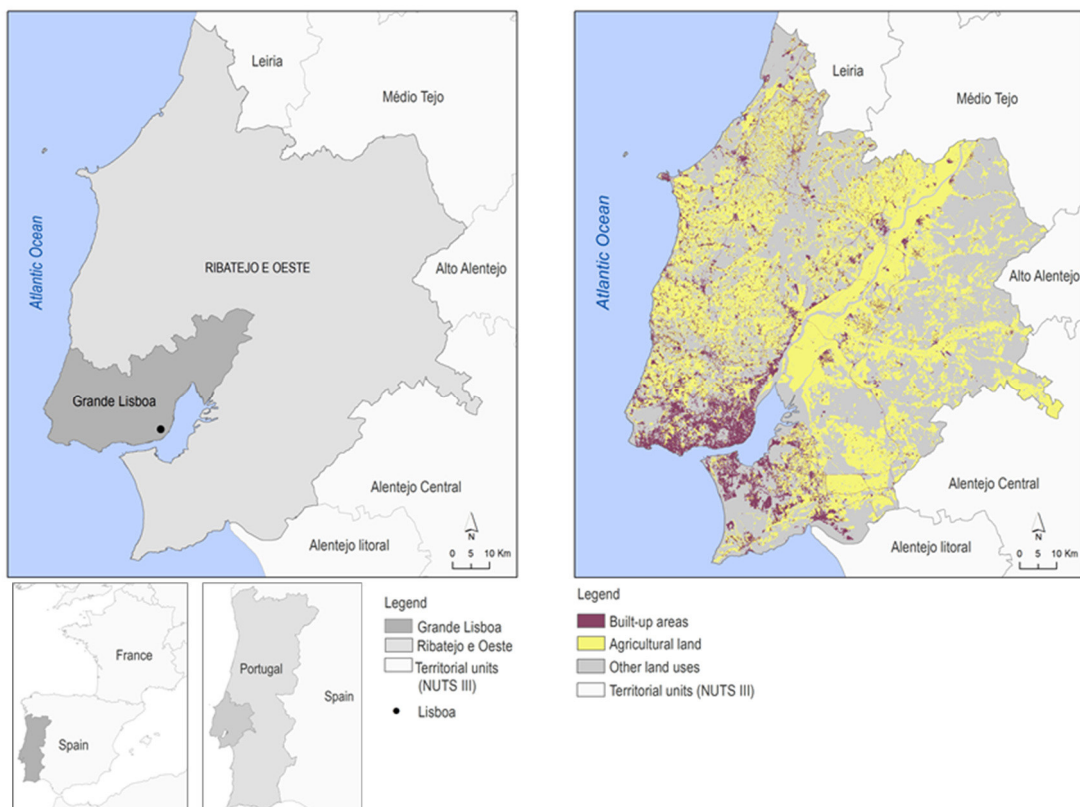 Leiria
Médio Tejo
Atlantic Ocean
RIBATEJO E OESTE
Alto Alentejo
Grande Lisboa
Alentejo Central
Alentejo litoral
N
0 5 10 Km
Leiria
Médio Tejo
Atlantic Ocean
Alto Alentejo
Alentejo Central
Alentejo litoral
N
0 5 10 Km
France
Spain
Portugal
Spain
Legend
Grande Lisboa
Ribatejo e Oeste
Territorial units
(NUTS III)
Lisboa
Legend
Built-up areas
Agricultural land
Other land uses
Territorial units (NUTS III)